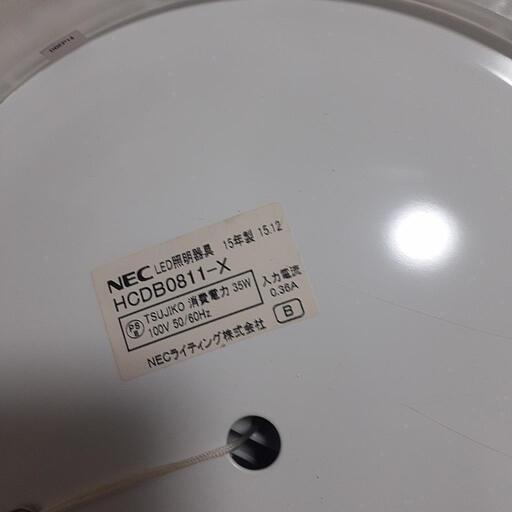 NEC LED照明器具 15年製 15.12
HCDB0811-X
PS E TSUJIKO 消費電力 35W 入力電流
100V 50/60Hz 0.36A
NECライティング株式会社 B